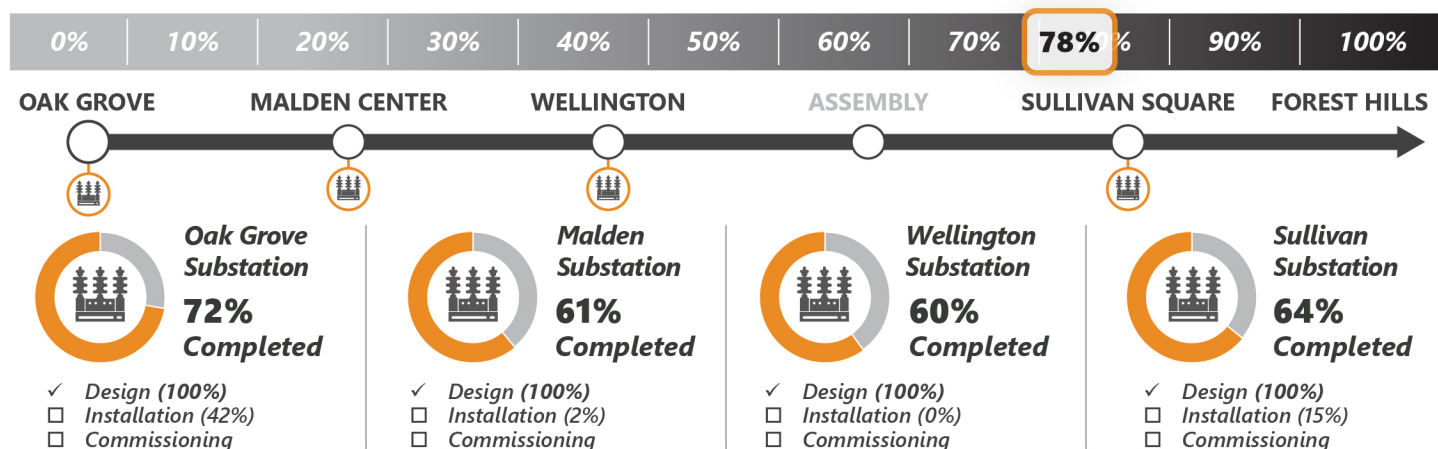 0% 10% 20% 30% 40% 50% 60% 70% 78% % 90% 100%
OAK GROVE MALDEN CENTER WELLINGTON ASSEMBLY SULLIVAN SQUARE FOREST HILLS
Oak Grove
Substation
72%
Completed
✓ Design (100%)
☐ Installation (42%)
☐ Commissioning
Malden
Substation
61%
Completed
✓ Design (100%)
☐ Installation (2%)
☐ Commissioning
Wellington
Substation
60%
Completed
✓ Design (100%)
☐ Installation (0%)
☐ Commissioning
Sullivan
Substation
64%
Completed
✓ Design (100%)
☐ Installation (15%)
☐ Commissioning